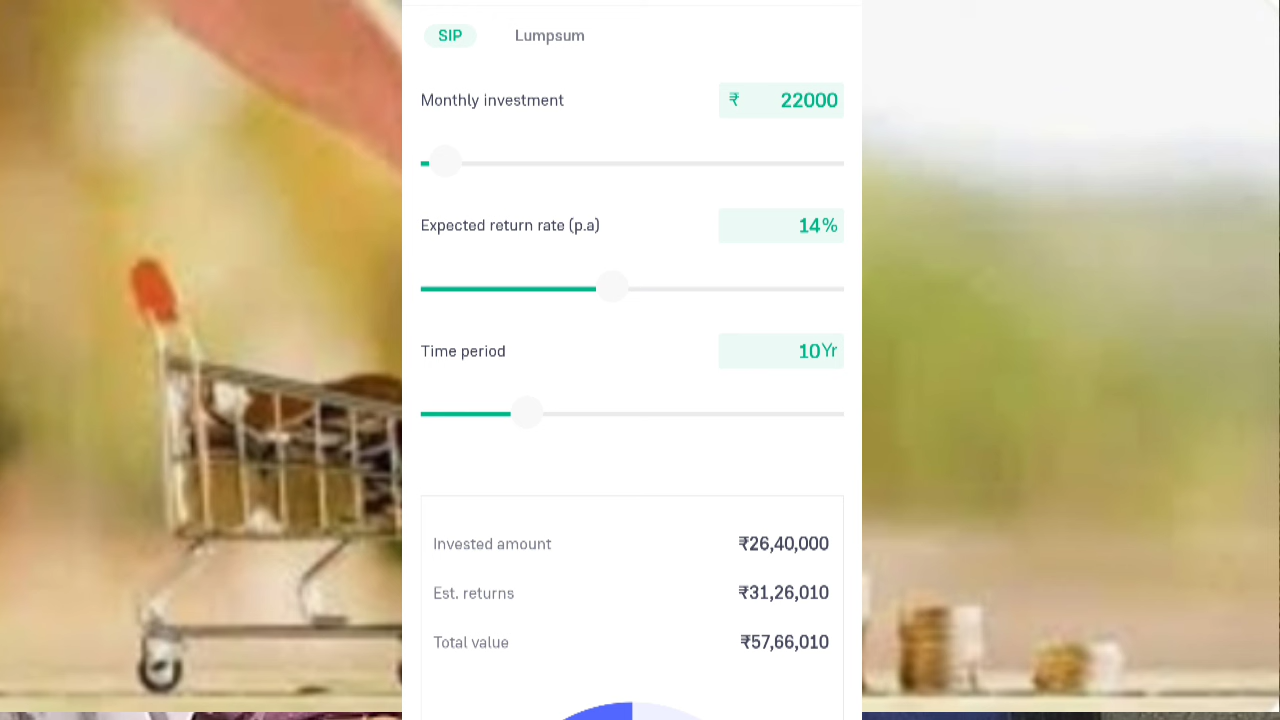 SIP Lumpsum
Monthly investment ₹ 22000
Expected return rate (p.a) 14%
Time period 10Yr
Invested amount ₹26,40,000
Est. returns ₹31,26,010
Total value ₹57,66,010